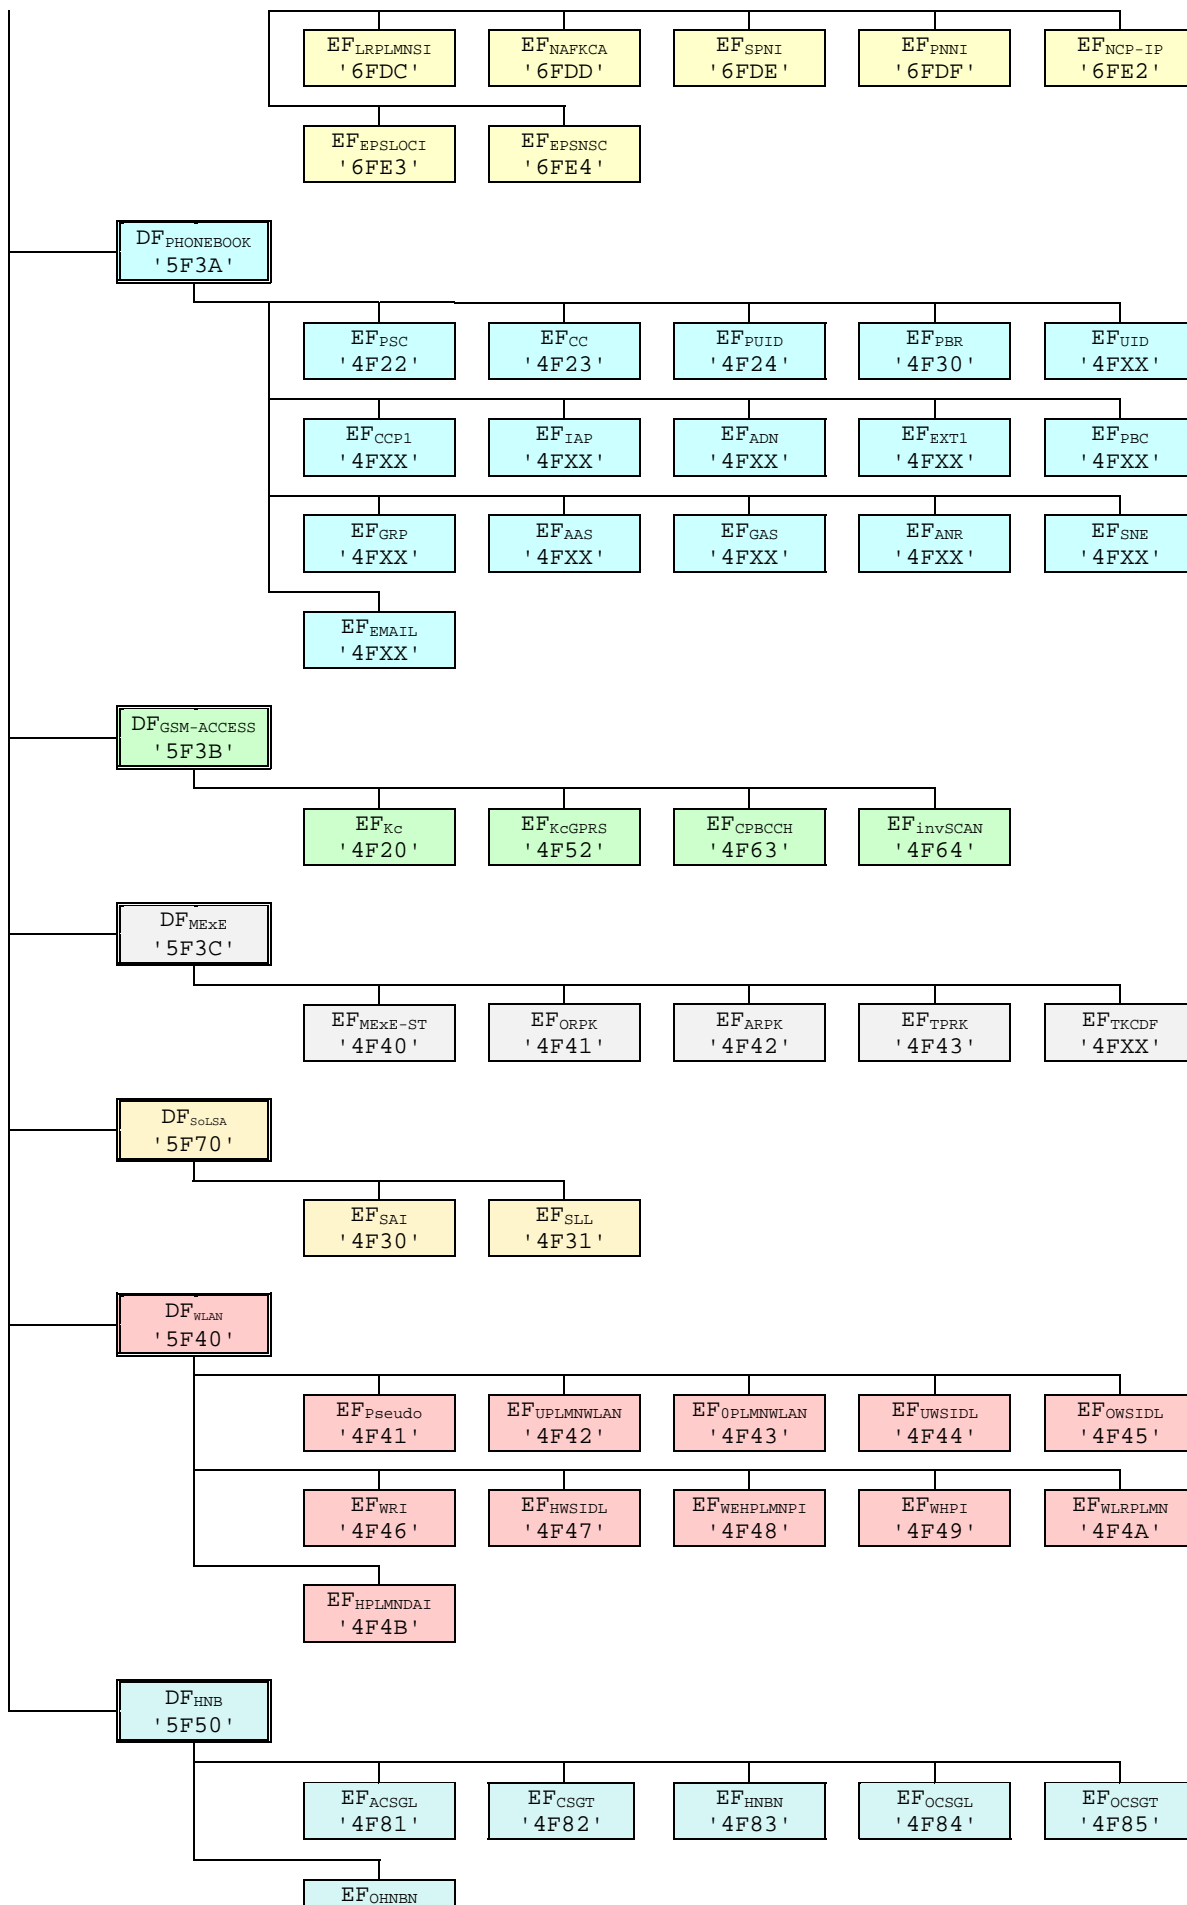 EFLRPLMNSI EFNAFKCA EFSPNI EFPNNI EFNCP-IP
'6FDC' '6FDD' '6FDE' '6FDF' '6FE2'
EFEPSLOCI EFEPSNSC
'6FE3' '6FE4'
DFPHONEBOOK
'5F3A'
EFPSC EFCC EFPUID EFPBR EFUID
'4F22' '4F23' '4F24' '4F30' '4FXX'
EFCCP1 EFIAP EFADN EFEXT1 EFPBC
'4FXX' '4FXX' '4FXX' '4FXX' '4FXX'
EFGRP EFAAS EFGAS EFANR EFSNE
'4FXX' '4FXX' '4FXX' '4FXX' '4FXX'
EFEMAIL
'4FXX'
DFGSM-ACCESS
'5F3B'
EFKc EFKcGPRS EFCPBCCH EFinvSCAN
'4F20' '4F52' '4F63' '4F64'
DFMExE
'5F3C'
EFMExE-ST EFORPK EFARPK EFTPRK EFTKCDF
'4F40' '4F41' '4F42' '4F43' '4FXX'
DFSoLSA
'5F70'
EFSAI EFSLL
'4F30' '4F31'
DFWLAN
'5F40'
EFPseudo EFUPLMNWLAN EF0PLMNWLAN EFUWSIDL EFOWSIDL
'4F41' '4F42' '4F43' '4F44' '4F45'
EFWRI EFHWSIDL EFWEHPLMNPI EFWHPI EFWLRPLMN
'4F46' '4F47' '4F48' '4F49' '4F4A'
EFHPLMNDAI
'4F4B'
DFHNB
'5F50'
EFACSGL EFCSGT EFHNBN EFOCSGL EFOCSGT
'4F81' '4F82' '4F83' '4F84' '4F85'
EFOHNBN